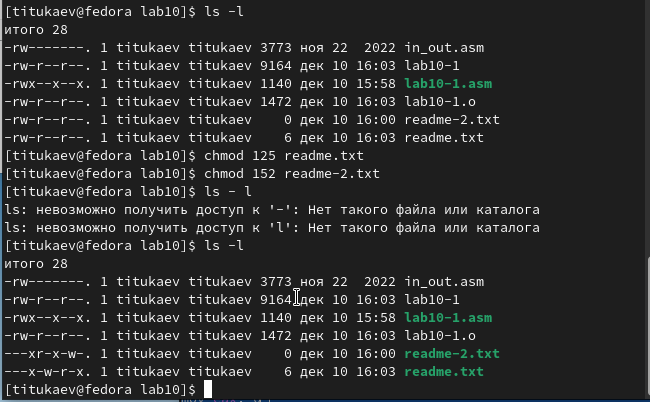 [titukaev@fedora lab10]$ ls -l
итого 28
-rw-------. 1 titukaev titukaev 3773 ноя 22  2022 in_out.asm
-rw-r--r--. 1 titukaev titukaev 9164 дек 10 16:03 lab10-1
-rwx--x--x. 1 titukaev titukaev 1140 дек 10 15:58 lab10-1.asm
-rw-r--r--. 1 titukaev titukaev 1472 дек 10 16:03 lab10-1.o
-rw-r--r--. 1 titukaev titukaev    0 дек 10 16:00 readme-2.txt
-rw-r--r--. 1 titukaev titukaev    6 дек 10 16:03 readme.txt
[titukaev@fedora lab10]$ chmod 125 readme.txt
[titukaev@fedora lab10]$ chmod 152 readme-2.txt
[titukaev@fedora lab10]$ ls - l
ls: невозможно получить доступ к '-': Нет такого файла или каталога
ls: невозможно получить доступ к 'l': Нет такого файла или каталога
[titukaev@fedora lab10]$ ls -l
итого 28
-rw-------. 1 titukaev titukaev 3773 ноя 22  2022 in_out.asm
-rw-r--r--. 1 titukaev titukaev 9164 дек 10 16:03 lab10-1
-rwx--x--x. 1 titukaev titukaev 1140 дек 10 15:58 lab10-1.asm
-rw-r--r--. 1 titukaev titukaev 1472 дек 10 16:03 lab10-1.o
---xr-x-w-. 1 titukaev titukaev    0 дек 10 16:00 readme-2.txt
---x-w-r-x. 1 titukaev titukaev    6 дек 10 16:03 readme.txt
[titukaev@fedora lab10]$